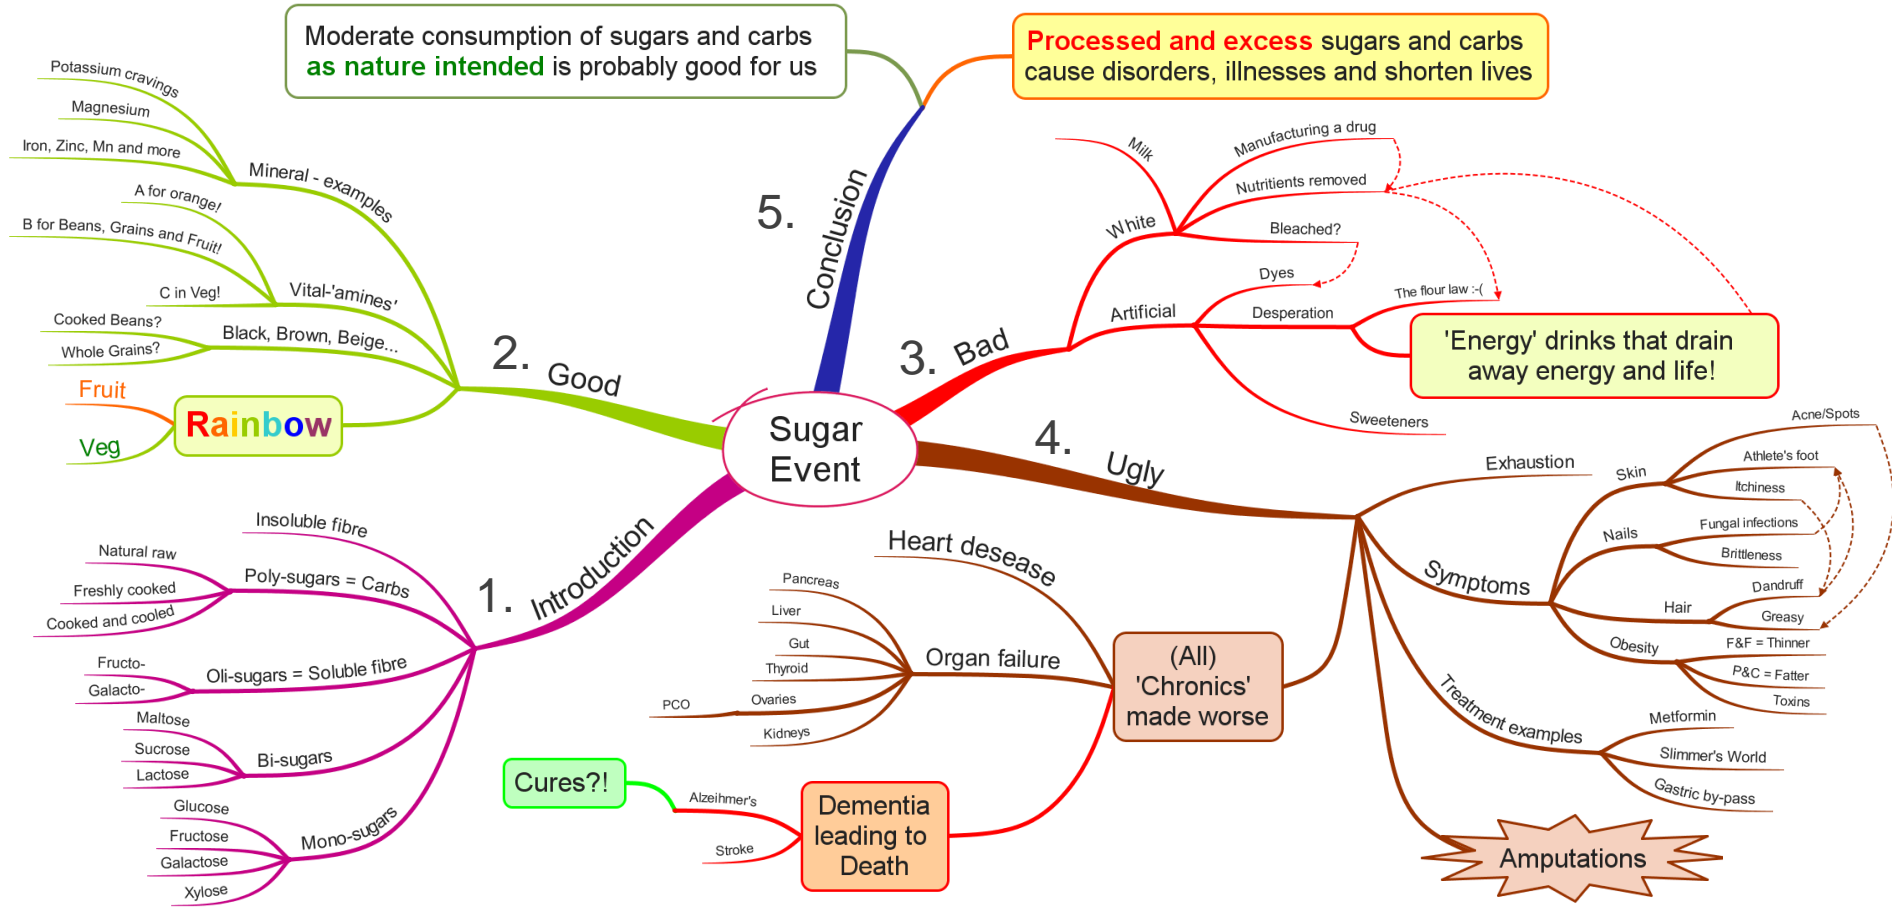 Moderate consumption of sugars and carbs
as nature intended is probably good for us
Processed and excess sugars and carbs
cause disorders, illnesses and shorten lives
5.
Conclusion
Sugar
Event
2.
Good
Mineral - examples
Potassium cravings
Magnesium
Iron, Zinc, Mn and more
Vital-'amines'
A for orange!
B for Beans, Grains and Fruit!
C in Veg!
Black, Brown, Beige...
Cooked Beans?
Whole Grains?
Rainbow
Fruit
Veg
1.
Introduction
Insoluble fibre
Poly-sugars = Carbs
Natural raw
Freshly cooked
Cooked and cooled
Oli-sugars = Soluble fibre
Fructo-
Galacto-
Bi-sugars
Maltose
Sucrose
Lactose
Mono-sugars
Glucose
Fructose
Galactose
Xylose
3.
Bad
White
Milk
Manufacturing a drug
Nutritients removed
Bleached?
Artificial
Dyes
Desperation
The flour law :-(
'Energy' drinks that drain
away energy and life!
Sweeteners
4.
Ugly
Exhaustion
Symptoms
Skin
Acne/Spots
Athlete's foot
Itchiness
Nails
Fungal infections
Brittleness
Hair
Dandruff
Greasy
Obesity
F&F = Thinner
P&C = Fatter
Toxins
Treatment examples
Metformin
Slimmer's World
Gastric by-pass
Amputations
(All)
'Chronics'
made worse
Heart desease
Organ failure
Pancreas
Liver
Gut
Thyroid
Ovaries
PCO
Kidneys
Dementia
leading to
Death
Alzeihmer's
Cures?!
Stroke